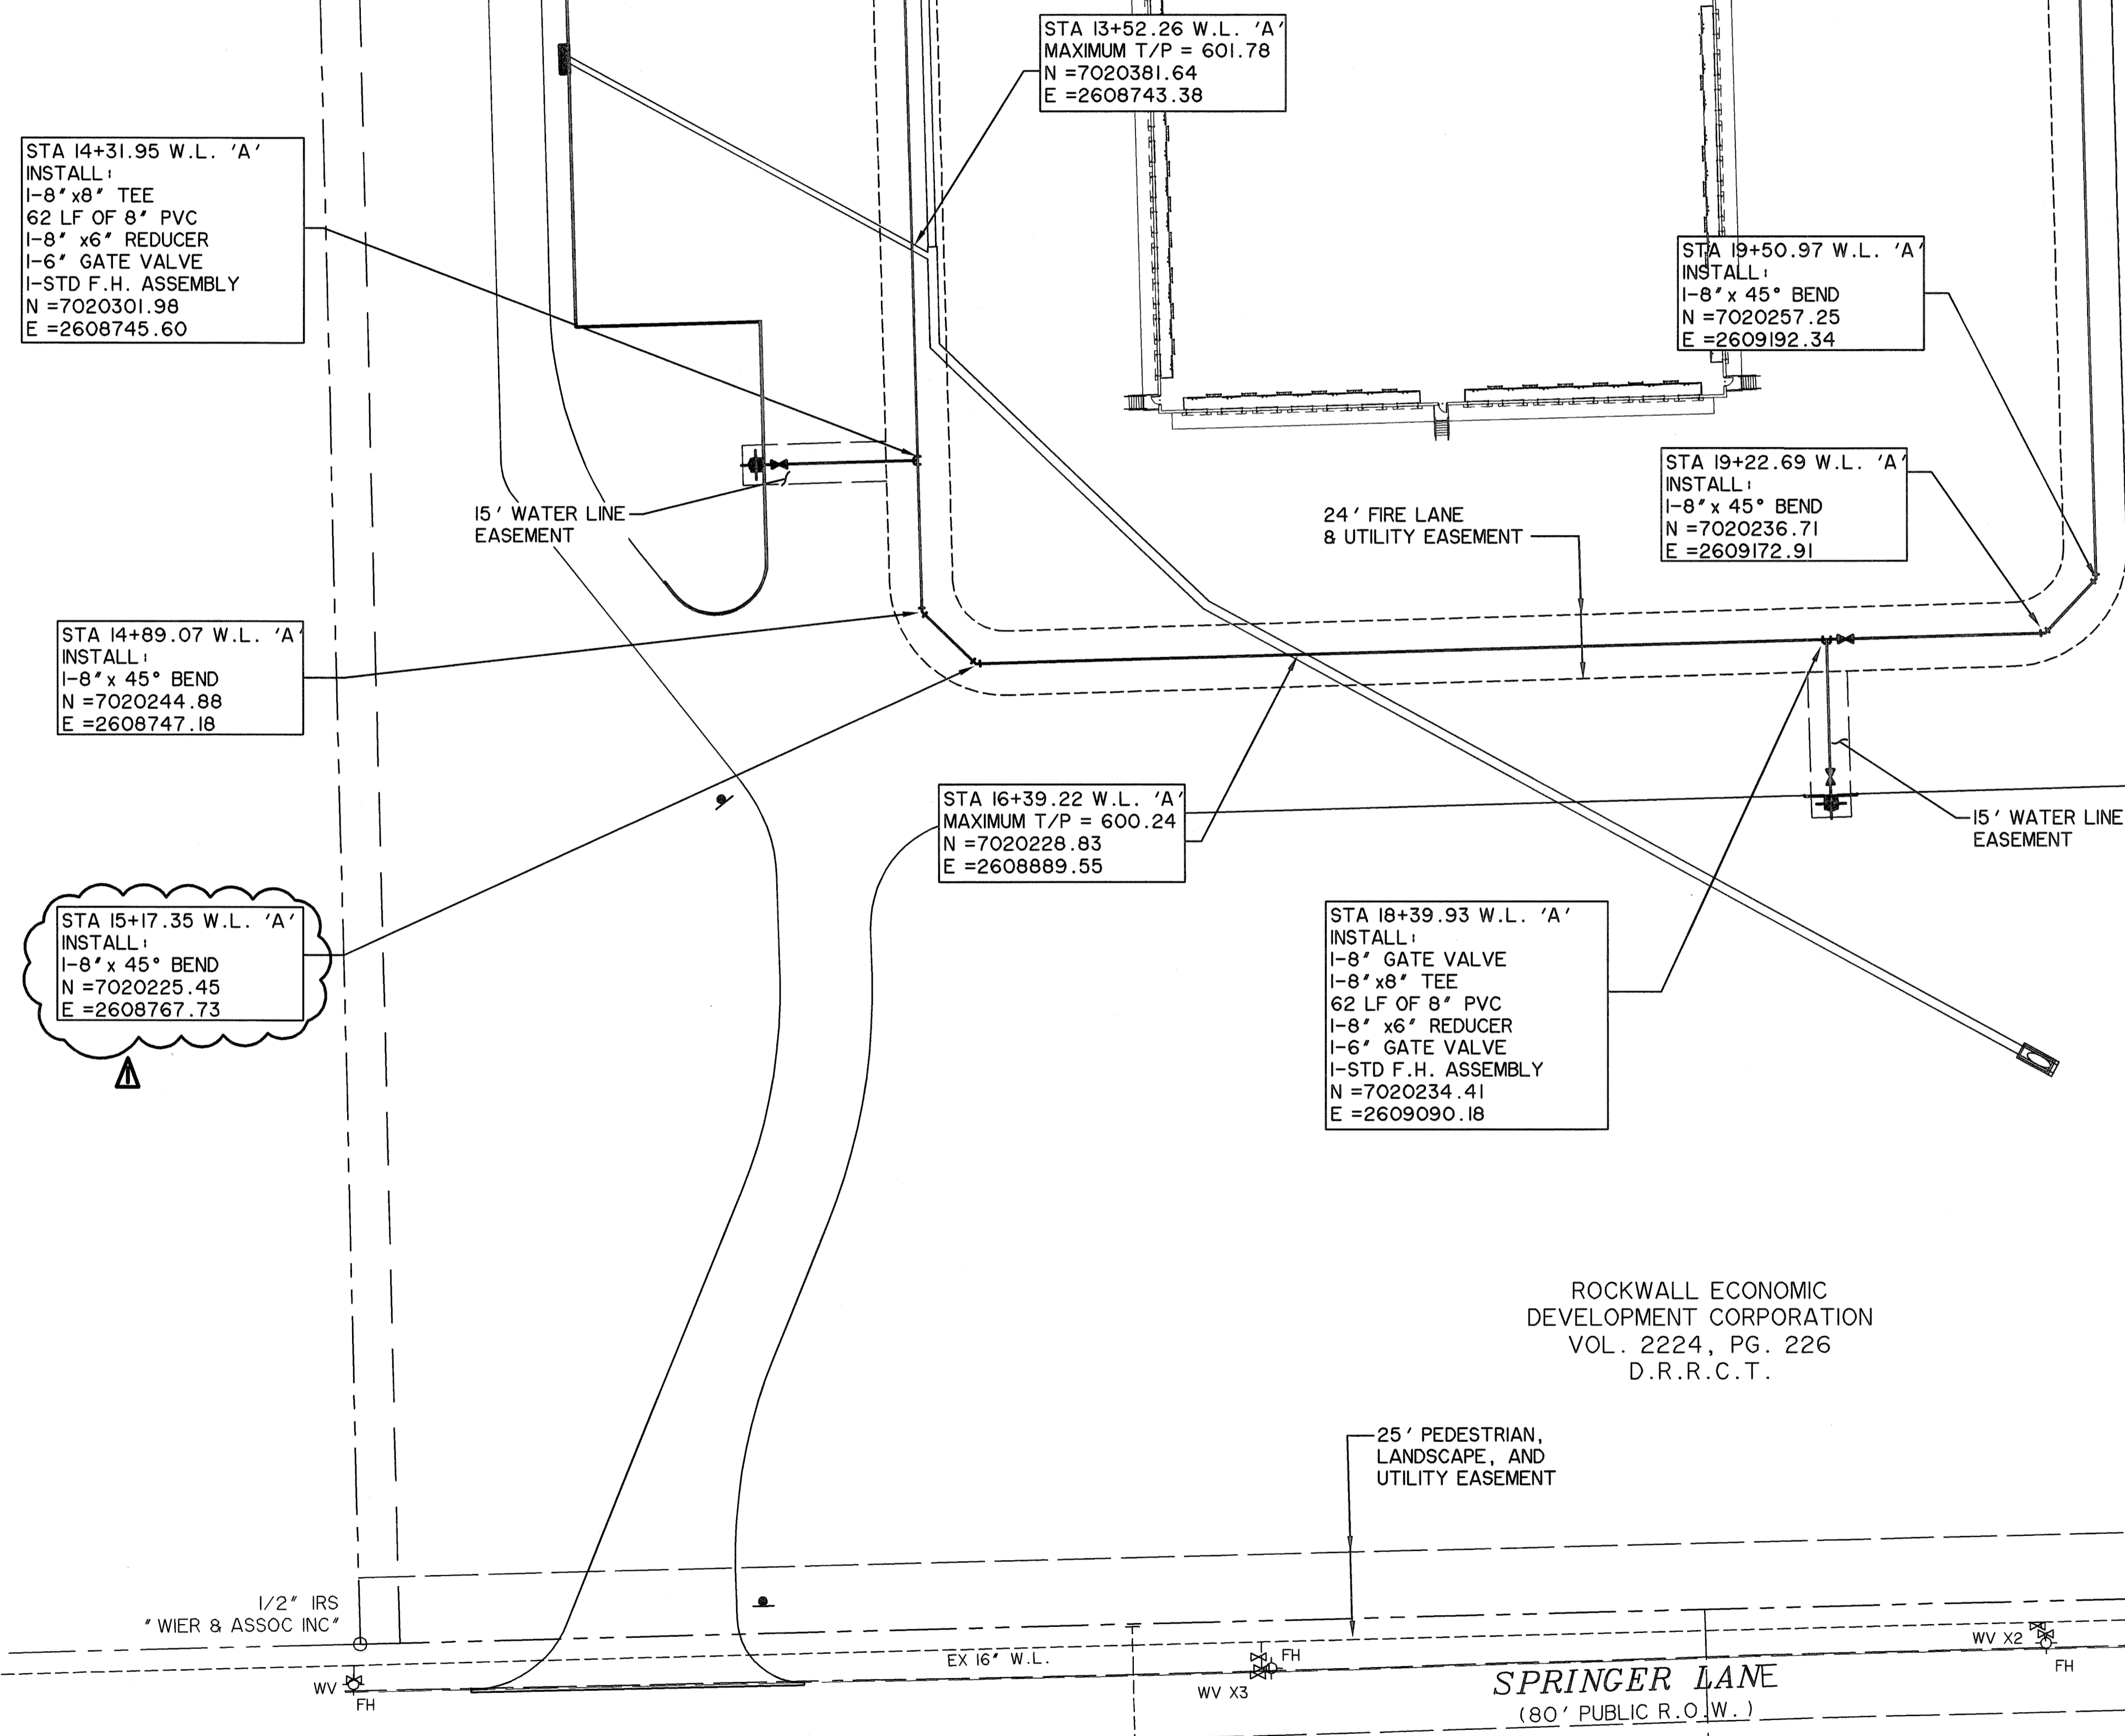 STA 13+52.26 W.L. 'A'
MAXIMUM T/P = 601.78
N =7020381.64
E =2608743.38
STA 14+31.95 W.L. 'A'
INSTALL:
1-8"x8" TEE
62 LF OF 8" PVC
1-8" x6" REDUCER
1-6" GATE VALVE
1-STD F.H. ASSEMBLY
N =7020301.98
E =2608745.60
STA 19+50.97 W.L. 'A'
INSTALL:
1-8"x 45° BEND
N =7020257.25
E =2609192.34
STA 19+22.69 W.L. 'A'
INSTALL:
1-8"x 45° BEND
N =7020236.71
E =2609172.91
15' WATER LINE
EASEMENT
24' FIRE LANE
& UTILITY EASEMENT
STA 14+89.07 W.L. 'A'
INSTALL:
1-8"x 45° BEND
N =7020244.88
E =2608747.18
STA 16+39.22 W.L. 'A'
MAXIMUM T/P = 600.24
N =7020228.83
E =2608889.55
15' WATER LINE
EASEMENT
STA 15+17.35 W.L. 'A'
INSTALL:
1-8"x 45° BEND
N =7020225.45
E =2608767.73
1
STA 18+39.93 W.L. 'A'
INSTALL:
1-8" GATE VALVE
1-8"x8" TEE
62 LF OF 8" PVC
1-8" x6" REDUCER
1-6" GATE VALVE
1-STD F.H. ASSEMBLY
N =7020234.41
E =2609090.18
ROCKWALL ECONOMIC
DEVELOPMENT CORPORATION
VOL. 2224, PG. 226
D.R.R.C.T.
25' PEDESTRIAN,
LANDSCAPE, AND
UTILITY EASEMENT
1/2" IRS
"WIER & ASSOC INC"
WV
FH
EX 16" W.L.
FH
WV X3
WV X2
FH
SPRINGER LANE
(80' PUBLIC R.O.W.)